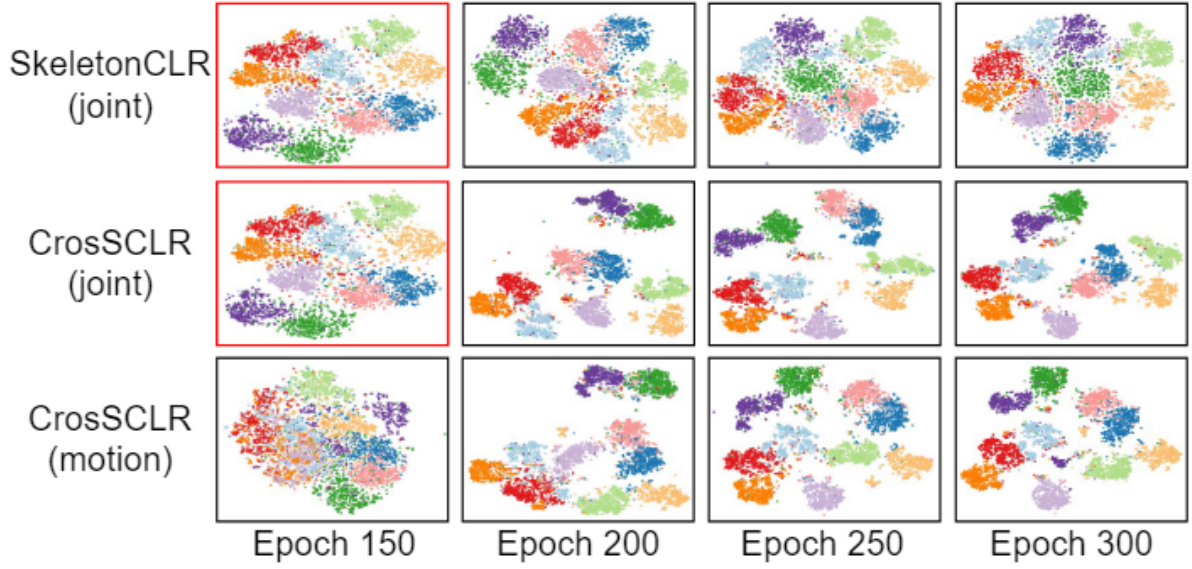 SkeletonCLR
(joint)
CrosSCLR
(joint)
CrosSCLR
(motion)
Epoch 150
Epoch 200
Epoch 250
Epoch 300